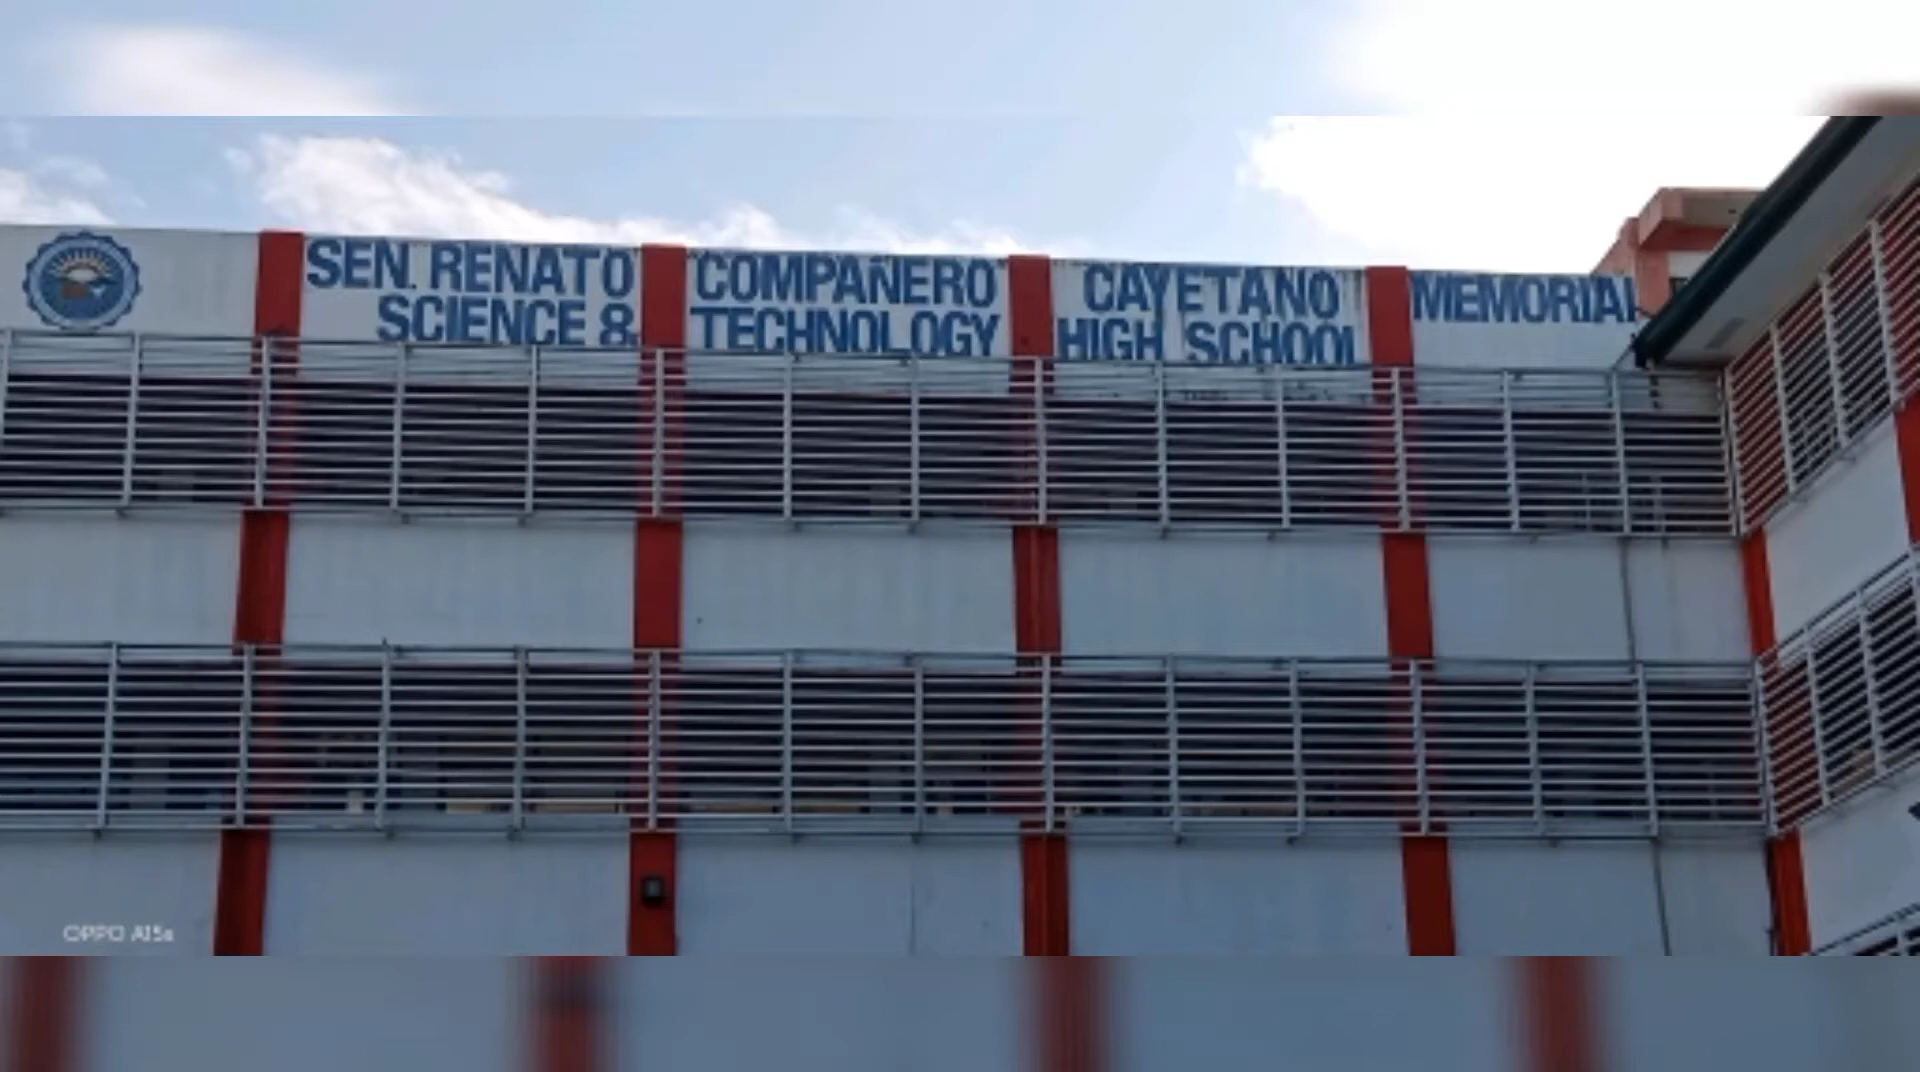 SEN. RENATO COMPAÑERO CAYETANO MEMORIAL
SCIENCE & TECHNOLOGY HIGH SCHOOL
OPPO A15s